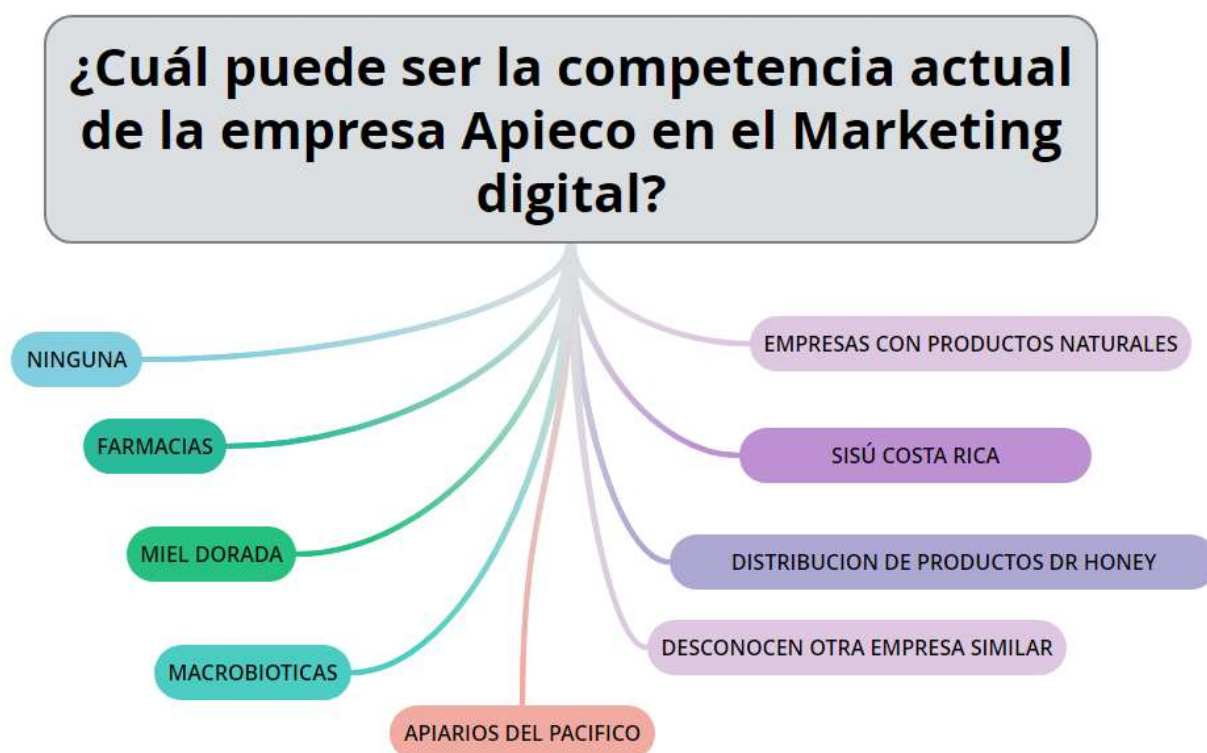 ¿Cuál puede ser la competencia actual
de la empresa Apieco en el Marketing
digital?
NINGUNA
FARMACIAS
MIEL DORADA
MACROBIOTICAS
APIARIOS DEL PACIFICO
EMPRESAS CON PRODUCTOS NATURALES
SISÚ COSTA RICA
DISTRIBUCION DE PRODUCTOS DR HONEY
DESCONOCEN OTRA EMPRESA SIMILAR